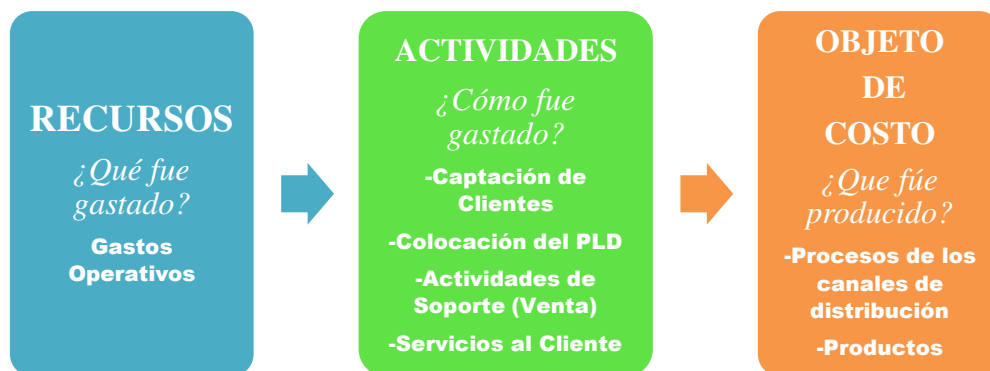 RECURSOS
¿Qué fue
gastado?
Gastos
Operativos
ACTIVIDADES
¿Cómo fue
gastado?
-Captación de
Clientes
-Colocación del PLD
-Actividades de
Soporte (Venta)
-Servicios al Cliente
OBJETO
DE
COSTO
¿Que fúe
producido?
-Procesos de los
canales de
distribución
-Productos